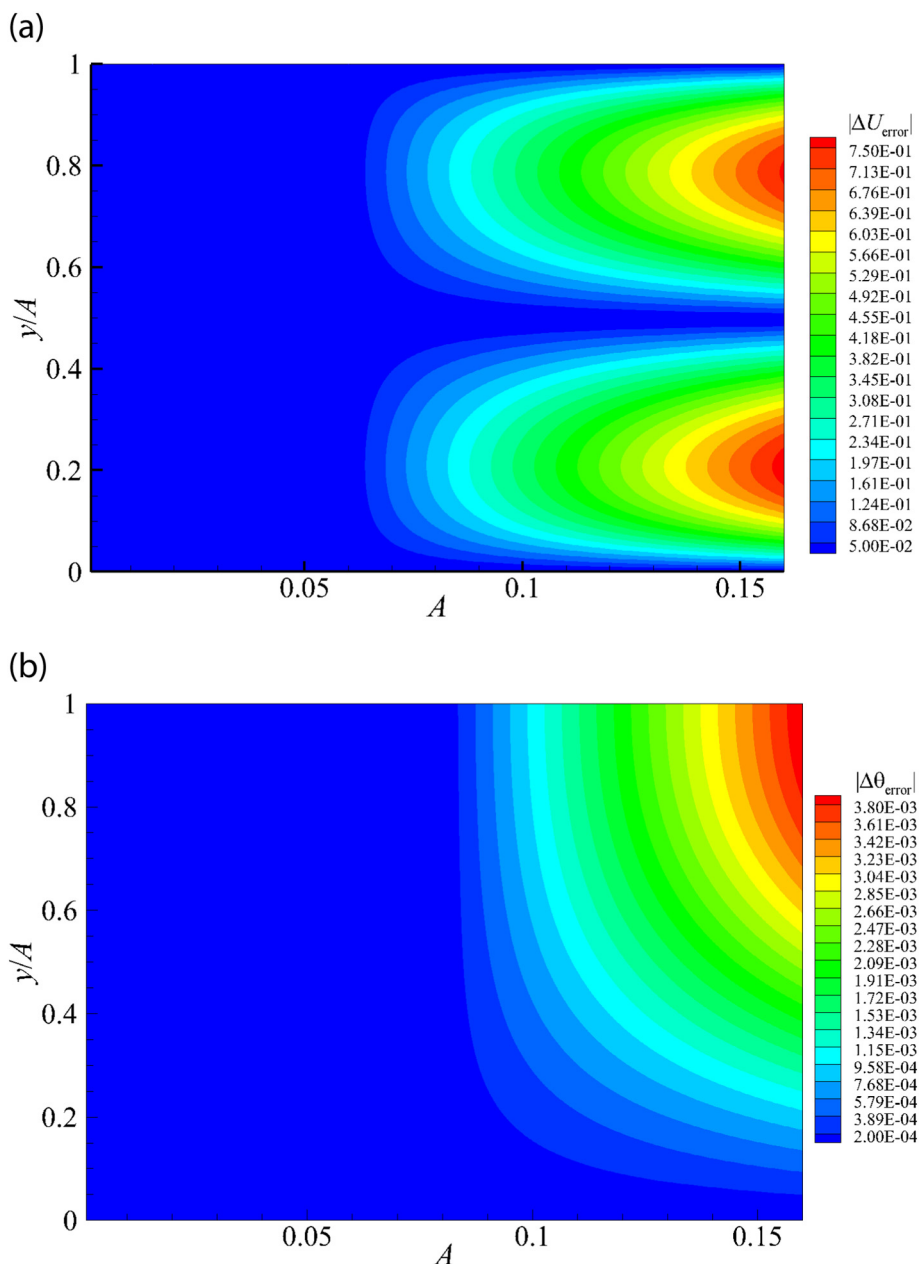 (a)
1
0.8
0.6
y/A
0.4
0.2
0
0.05
0.1
0.15
A
|ΔU_error|
7.50E-01
7.13E-01
6.76E-01
6.39E-01
6.03E-01
5.66E-01
5.29E-01
4.92E-01
4.55E-01
4.18E-01
3.82E-01
3.45E-01
3.08E-01
2.71E-01
2.34E-01
1.97E-01
1.61E-01
1.24E-01
8.68E-02
5.00E-02
(b)
1
0.8
0.6
y/A
0.4
0.2
0
0.05
0.1
0.15
A
|Δθ_error|
3.80E-03
3.61E-03
3.42E-03
3.23E-03
3.04E-03
2.85E-03
2.66E-03
2.47E-03
2.28E-03
2.09E-03
1.91E-03
1.72E-03
1.53E-03
1.34E-03
1.15E-03
9.58E-04
7.68E-04
5.79E-04
3.89E-04
2.00E-04